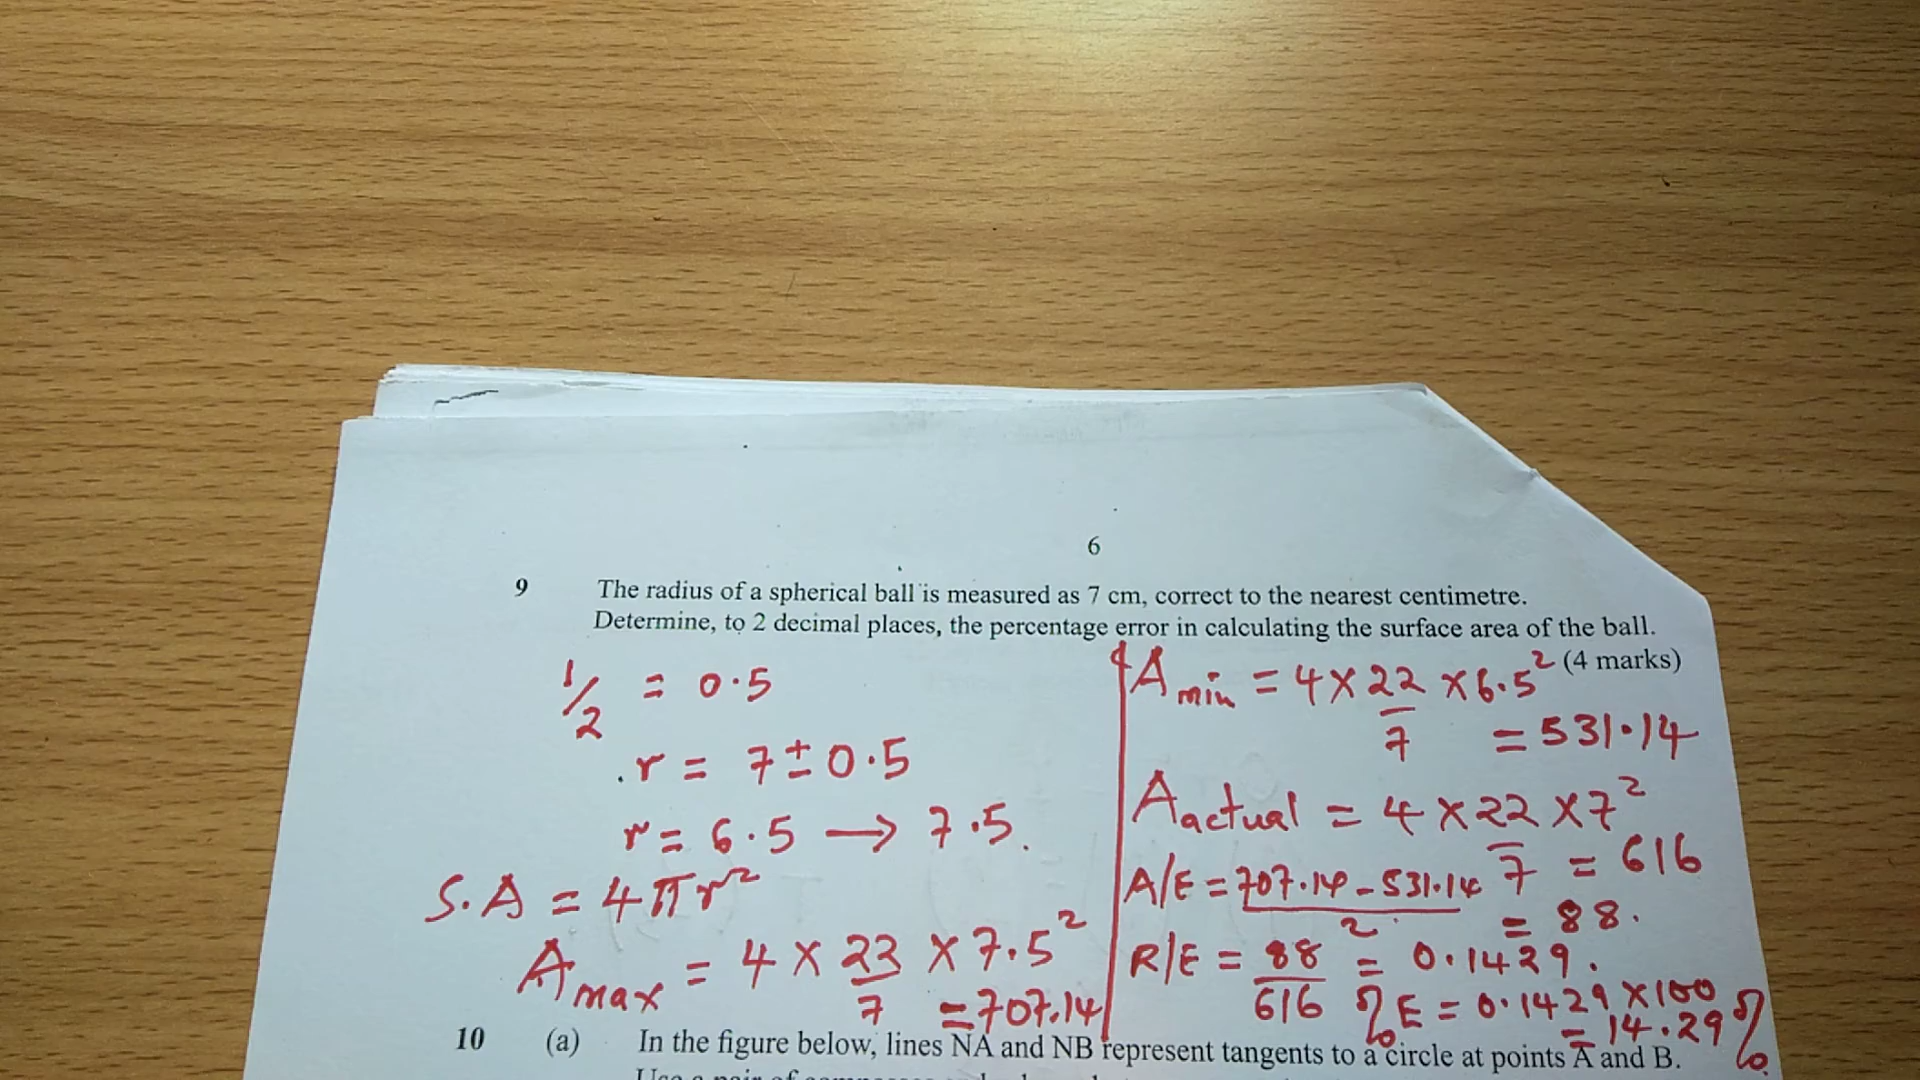 6
9 The radius of a spherical ball is measured as 7 cm, correct to the nearest centimetre.
Determine, to 2 decimal places, the percentage error in calculating the surface area of the ball.
(4 marks)
1/2 = 0.5
r = 7 ± 0.5
r = 6.5 → 7.5.
S.A = 4πr²
A max = 4 × 22/7 × 7.5²
= 707.14
A min = 4 × 22/7 × 6.5²
= 531.14
A actual = 4 × 22/7 × 7²
= 616
A/E = 707.14 - 531.14 / 2
= 88.
R/E = 88/616 = 0.1429.
% E = 0.1429 × 100
= 14.29%
10 (a) In the figure below, lines NA and NB represent tangents to a circle at points A and B.